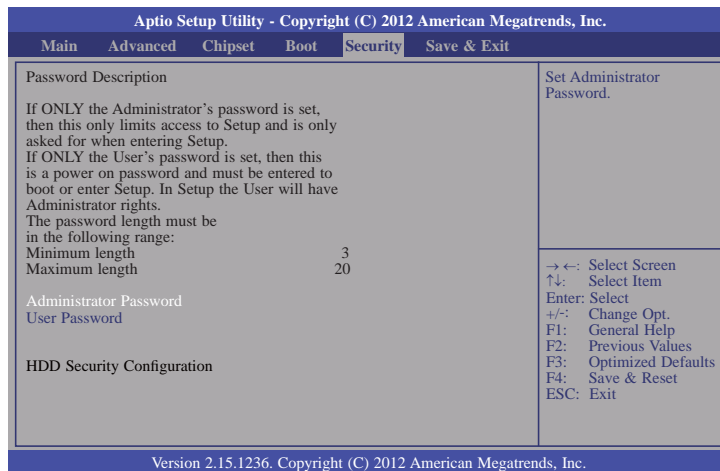 Aptio Setup Utility - Copyright (C) 2012 American Megatrends, Inc.
Main Advanced Chipset Boot Security Save & Exit
Password Description
If ONLY the Administrator's password is set,
then this only limits access to Setup and is only
asked for when entering Setup.
If ONLY the User's password is set, then this
is a power on password and must be entered to
boot or enter Setup. In Setup the User will have
Administrator rights.
The password length must be
in the following range:
Minimum length 3
Maximum length 20
Administrator Password
User Password
HDD Security Configuration
Set Administrator
Password.
→ ←: Select Screen
↑↓: Select Item
Enter: Select
+/-: Change Opt.
F1: General Help
F2: Previous Values
F3: Optimized Defaults
F4: Save & Reset
ESC: Exit
Version 2.15.1236. Copyright (C) 2012 American Megatrends, Inc.